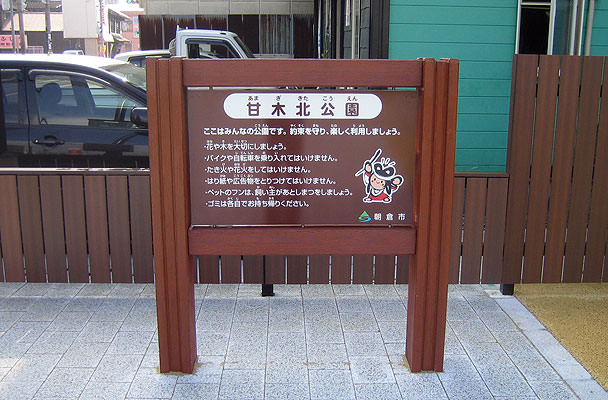 あまぎきたこうえん
甘木北公園
ここはみんなの公園です。約束を守り、楽しく利用しましょう。
・花や木を大切にしましょう。
・バイクや自転車を乗り入れてはいけません。
・たき火や花火をしてはいけません。
・はり紙や広告物をとりつけてはいけません。
・ペットのフンは、飼い主があとしまつをしましょう。
・ゴミは各自でお持ち帰りください。
朝倉市